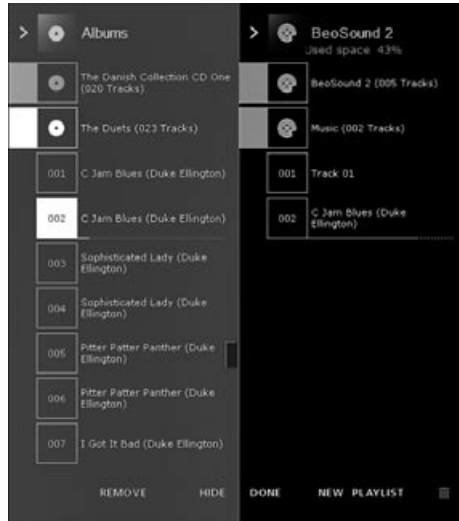 Albums
The Danish Collection CD One
(020 Tracks)
The Duets (023 Tracks)
001 C Jam Blues (Duke Ellington)
002 C Jam Blues (Duke Ellington)
003 Sophisticated Lady (Duke
Ellington)
004 Sophisticated Lady (Duke
Ellington)
005 Pitter Patter Panther (Duke
Ellington)
006 Pitter Patter Panther (Duke
Ellington)
007 I Got It Bad (Duke Ellington)
REMOVE HIDE
BeoSound 2
Used space 43%
BeoSound 2 (005 Tracks)
Music (002 Tracks)
001 Track 01
002 C Jam Blues (Duke
Ellington)
DONE NEW PLAYLIST